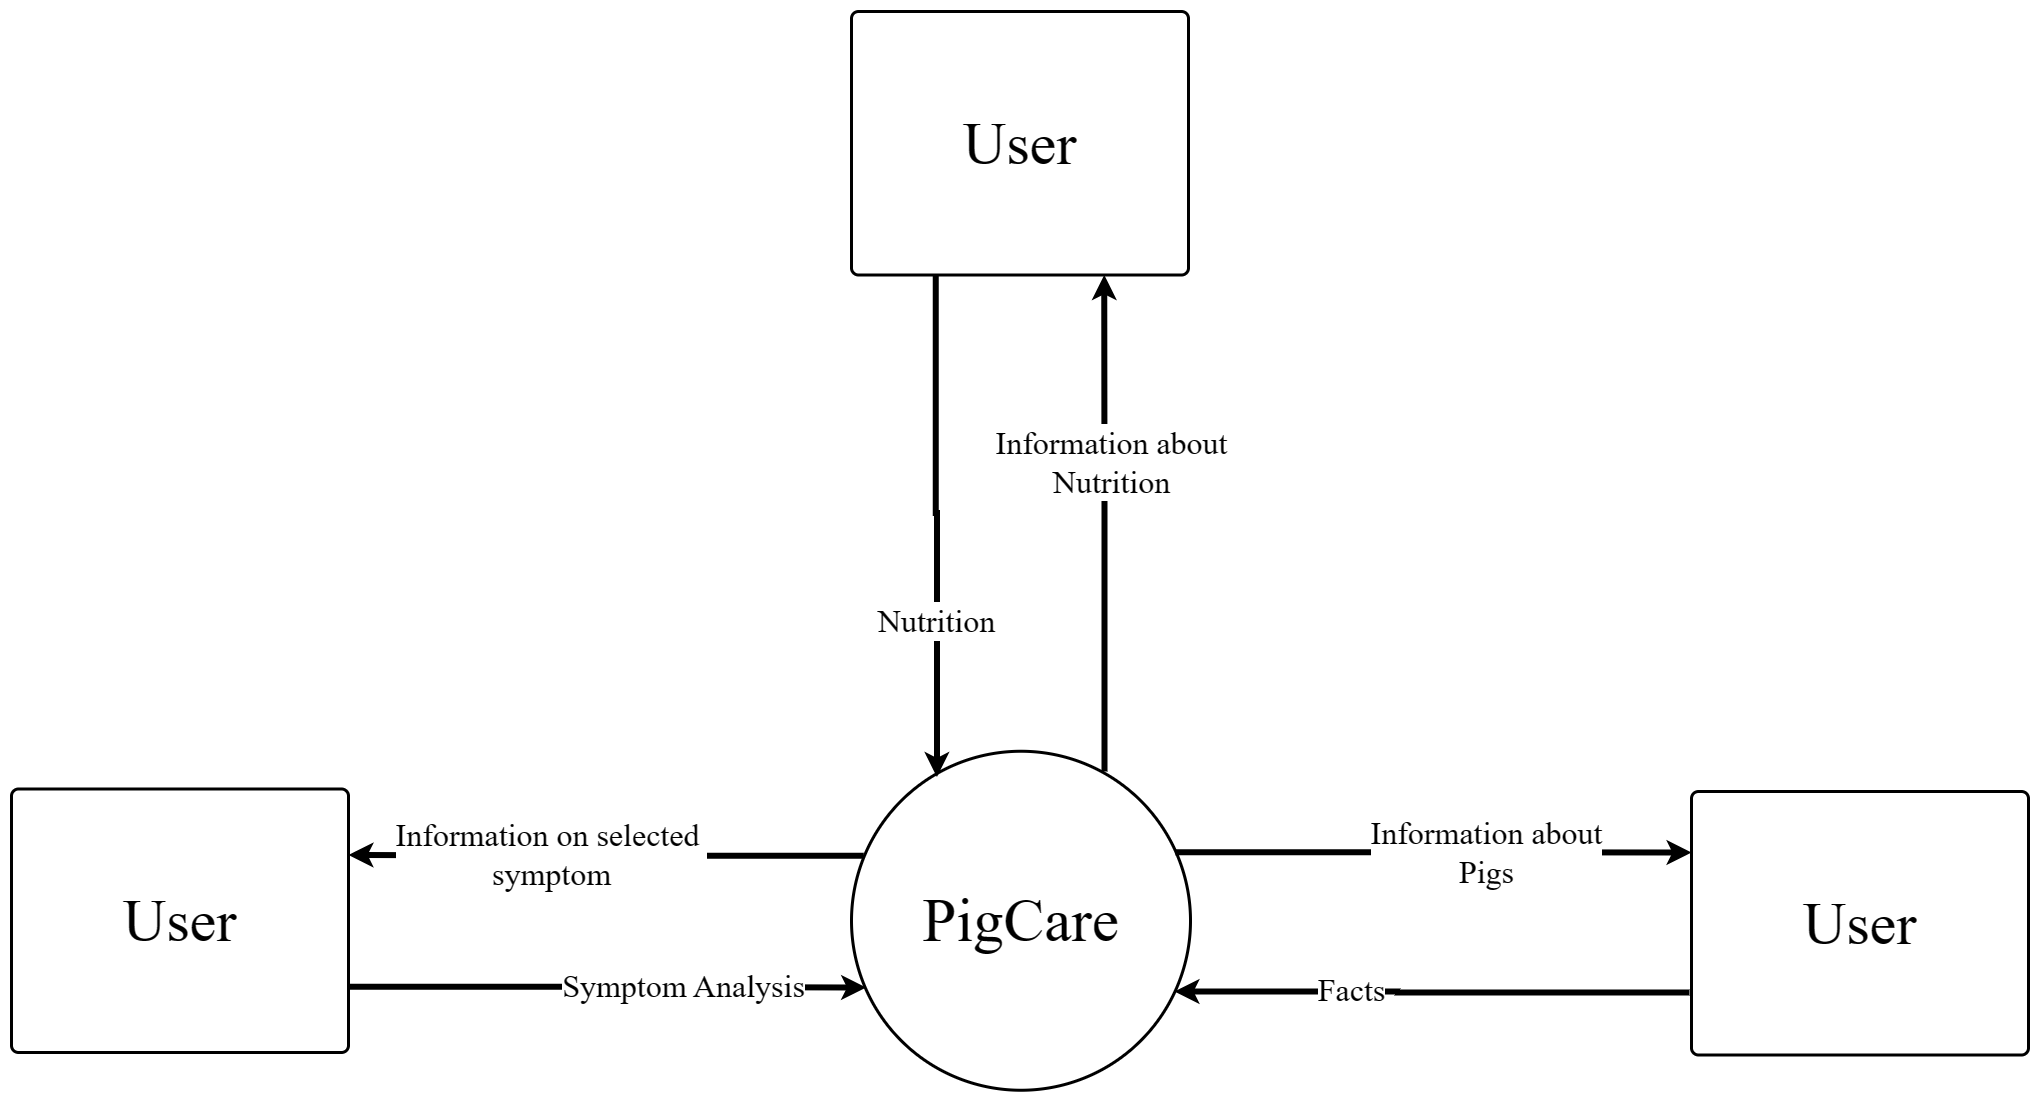 User
Information about
Nutrition
Nutrition
Information on selected
symptom
Information about
Pigs
User
PigCare
User
Symptom Analysis
Facts